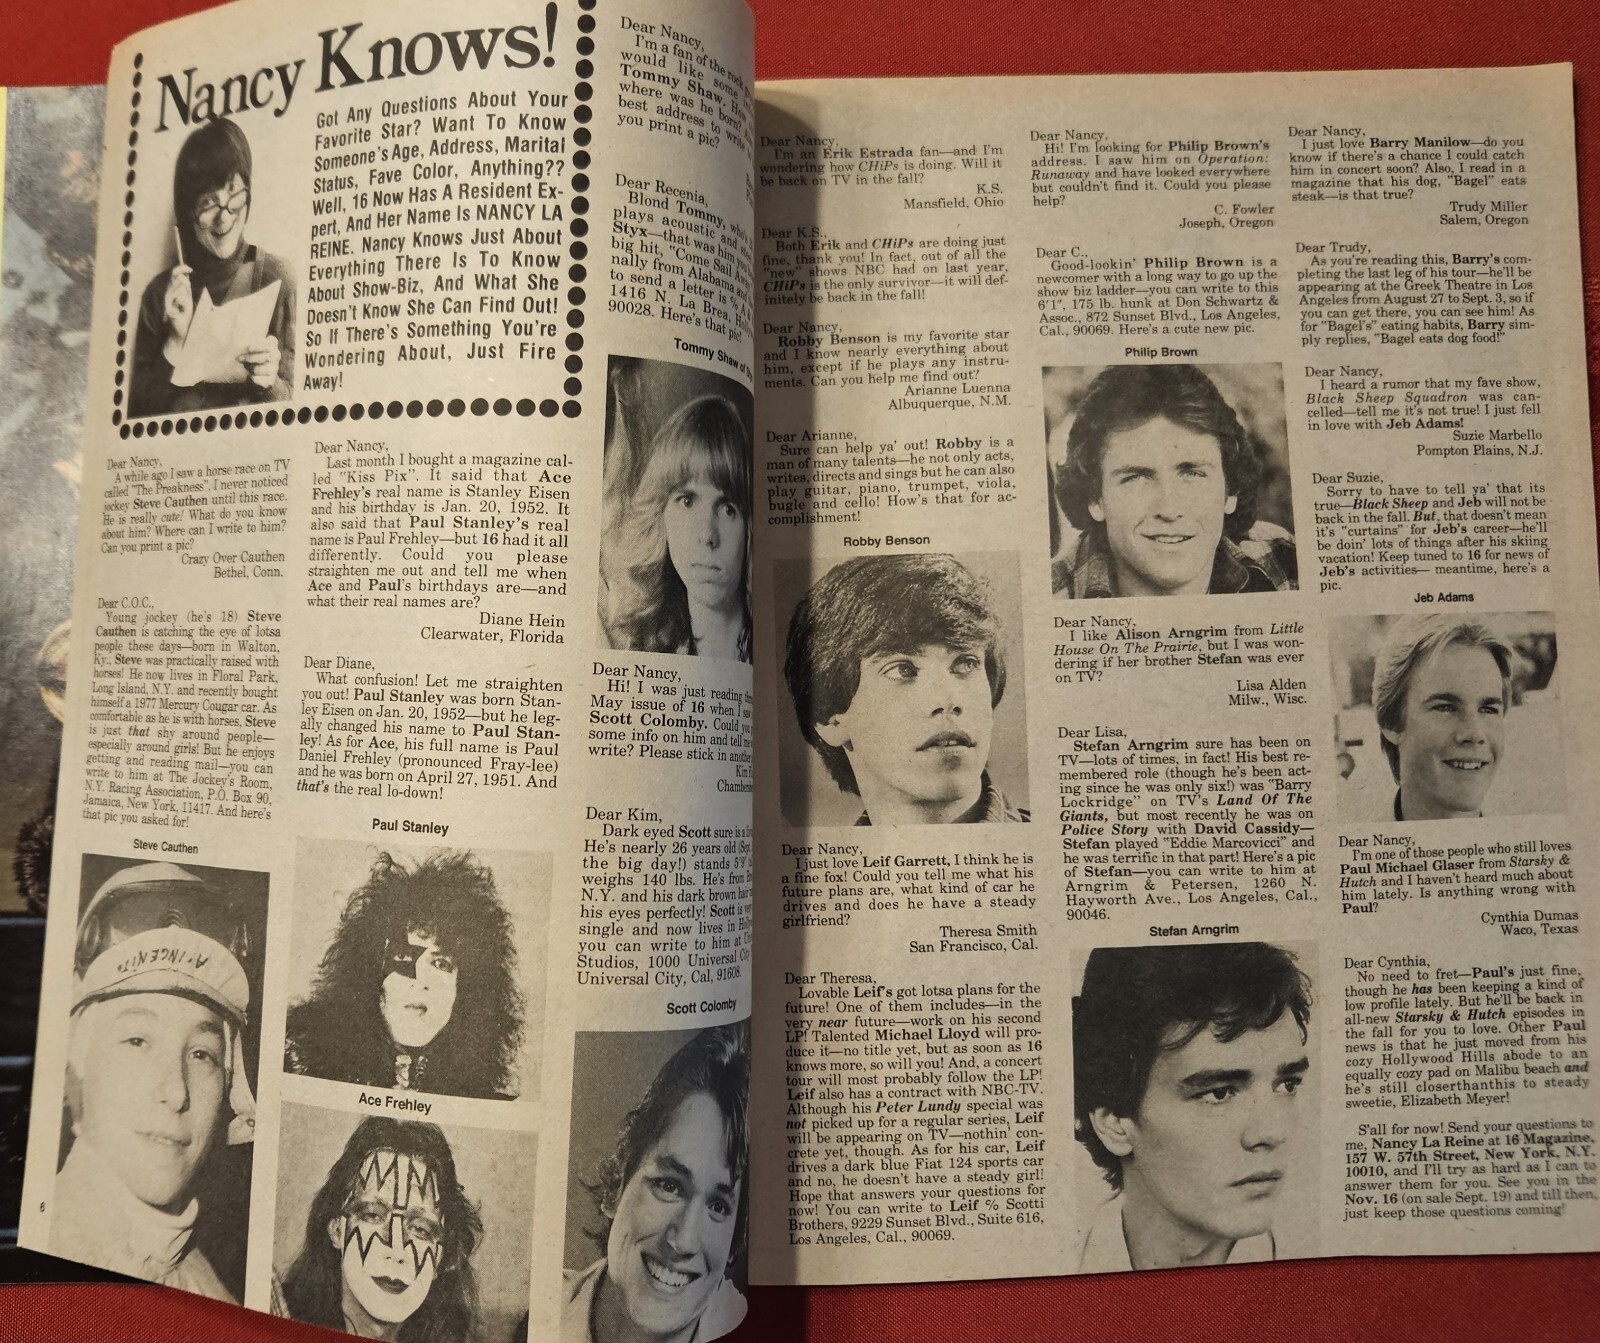 Nancy Knows!
Got Any Questions About Your
Favorite Star? Want To Know
Someone's Age, Address, Marital
Status, Fave Color, Anything??
Well, 16 Now Has A Resident Ex-
pert, And Her Name Is NANCY LA
REINE. Nancy Knows Just About
Everything There Is To Know
About Show-Biz, And What She
Doesn't Know She Can Find Out!
So If There's Something You're
Wondering About, Just Fire
Away!
Dear Nancy,
A while ago I saw a horse race on TV
called "The Preakness". I never noticed
jockey Steve Cauthen until this race.
He is really cute! What do you know
about him? Where can I write to him?
Can you print a pic?
Crazy Over Cauthen
Bethel, Conn.
Dear C.O.C.,
Young jockey (he's 18) Steve
Cauthen is catching the eye of lotsa
people these days—born in Walton,
Ky., Steve was practically raised with
horses! He now lives in Floral Park,
Long Island, N.Y. and recently bought
himself a 1977 Mercury Cougar car. As
comfortable as he is with horses, Steve
is just that shy around people—
especially around girls! But he enjoys
getting and reading mail—you can
write to him at The Jockey's Room,
N.Y. Racing Association, P.O. Box 90,
Jamaica, New York, 11417. And here's
that pic you asked for!
Steve Cauthen
6
Dear Nancy,
Last month I bought a magazine cal-
led "Kiss Pix". It said that Ace
Frehley's real name is Stanley Eisen
and his birthday is Jan. 20, 1952. It
also said that Paul Stanley's real
name is Paul Frehley—but 16 had it all
differently. Could you please
straighten me out and tell me when
Ace and Paul's birthdays are—and
what their real names are?
Diane Hein
Clearwater, Florida
Dear Diane,
What confusion! Let me straighten
you out! Paul Stanley was born Stan-
ley Eisen on Jan. 20, 1952—but he leg-
ally changed his name to Paul Stan-
ley! As for Ace, his full name is Paul
Daniel Frehley (pronounced Fray-lee)
and he was born on April 27, 1951. And
that's the real lo-down!
Paul Stanley
Ace Frehley
Dear Nancy,
I'm a fan of the rock
would like some
Tommy Shaw. How
where was he born?
best address to write
you print a pic?
Dear Recenia,
Blond Tommy, who
plays acoustic and
Styx—that was him
big hit, "Come Sail Away"
nally from Alabama and
to send a letter is % A &
1416 N. La Brea,
90028. Here's that pic!
Tommy Shaw of
Dear Nancy,
Hi! I was just reading
May issue of 16 when I
Scott Colomby. Could you
some info on him and tell me
write? Please stick in another
Kim
Dear Kim,
Dark eyed Scott sure is a
He's nearly 26 years old (Sept.
the big day!) stands 5'9"
weighs 140 lbs. He's from
N.Y. and his dark brown hair
his eyes perfectly! Scott is very
single and now lives in
you can write to him at
Studios, 1000 Universal City
Universal City, Cal, 91608.
Scott Colomby
Dear Nancy,
I'm an Erik Estrada fan—and I'm
wondering how CHiPs is doing. Will it
be back on TV in the fall?
K.S.
Mansfield, Ohio
Dear K.S.,
Both Erik and CHiPs are doing just
fine, thank you! In fact, out of all the
"new" shows NBC had on last year,
CHiPs is the only survivor—it will def-
initely be back in the fall!
Dear Nancy,
Robby Benson is my favorite star
and I know nearly everything about
him, except if he plays any instru-
ments. Can you help me find out?
Arianne Luenna
Albuquerque, N.M.
Dear Arianne,
Sure can help ya' out! Robby is a
man of many talents—he not only acts,
writes, directs and sings but he can also
play guitar, piano, trumpet, viola,
bugle and cello! How's that for ac-
complishment!
Robby Benson
Dear Nancy,
I just love Leif Garrett, I think he is
a fine fox! Could you tell me what his
future plans are, what kind of car he
drives and does he have a steady
girlfriend?
Theresa Smith
San Francisco, Cal.
Dear Theresa,
Lovable Leif's got lotsa plans for the
future! One of them includes—in the
very near future—work on his second
LP! Talented Michael Lloyd will pro-
duce it—no title yet, but as soon as 16
knows more, so will you! And, a concert
tour will most probably follow the LP!
Leif also has a contract with NBC-TV.
Although his Peter Lundy special was
not picked up for a regular series, Leif
will be appearing on TV—nothin' con-
crete yet, though. As for his car, Leif
drives a dark blue Fiat 124 sports car
and no, he doesn't have a steady girl!
Hope that answers your questions for
now! You can write to Leif % Scotti
Brothers, 9229 Sunset Blvd., Suite 616,
Los Angeles, Cal., 90069.
Dear Nancy,
Hi! I'm looking for Philip Brown's
address. I saw him on Operation:
Runaway and have looked everywhere
but couldn't find it. Could you please
help?
C. Fowler
Joseph, Oregon
Dear C.,
Good-lookin' Philip Brown is a
newcomer with a long way to go up the
show biz ladder—you can write to this
6'1", 175 lb. hunk at Don Schwartz &
Assoc., 872 Sunset Blvd., Los Angeles,
Cal., 90069. Here's a cute new pic.
Philip Brown
Dear Nancy,
I like Alison Arngrim from Little
House On The Prairie, but I was won-
dering if her brother Stefan was ever
on TV?
Lisa Alden
Milw., Wisc.
Dear Lisa,
Stefan Arngrim sure has been on
TV—lots of times, in fact! His best re-
membered role (though he's been act-
ing since he was only six!) was "Barry
Lockridge" on TV's Land Of The
Giants, but most recently he was on
Police Story with David Cassidy—
Stefan played "Eddie Marcovicci" and
he was terrific in that part! Here's a pic
of Stefan—you can write to him at
Arngrim & Petersen, 1260 N.
Hayworth Ave., Los Angeles, Cal.,
90046.
Stefan Arngrim
Dear Nancy,
I just love Barry Manilow—do you
know if there's a chance I could catch
him in concert soon? Also, I read in a
magazine that his dog, "Bagel" eats
steak—is that true?
Trudy Miller
Salem, Oregon
Dear Trudy,
As you're reading this, Barry's com-
pleting the last leg of his tour—he'll be
appearing at the Greek Theatre in Los
Angeles from August 27 to Sept. 3, so if
you can get there, you can see him! As
for "Bagel's" eating habits, Barry sim-
ply replies, "Bagel eats dog food!"
Dear Nancy,
I heard a rumor that my fave show,
Black Sheep Squadron was can-
celled—tell me it's not true! I just fell
in love with Jeb Adams!
Suzie Marbello
Pompton Plains, N.J.
Dear Suzie,
Sorry to have to tell ya' that its
true—Black Sheep and Jeb will not be
back in the fall. But, that doesn't mean
it's "curtains" for Jeb's career—he'll
be doin' lots of things after his skiing
vacation! Keep tuned to 16 for news of
Jeb's activities— meantime, here's a
pic.
Jeb Adams
Dear Nancy,
I'm one of those people who still loves
Paul Michael Glaser from Starsky &
Hutch and I haven't heard much about
him lately. Is anything wrong with
Paul?
Cynthia Dumas
Waco, Texas
Dear Cynthia,
No need to fret—Paul's just fine,
though he has been keeping a kind of
low profile lately. But he'll be back in
all-new Starsky & Hutch episodes in
the fall for you to love. Other Paul
news is that he just moved from his
cozy Hollywood Hills abode to an
equally cozy pad on Malibu beach and
he's still closerthanthis to steady
sweetie, Elizabeth Meyer!
S'all for now! Send your questions to
me, Nancy La Reine at 16 Magazine,
157 W. 57th Street, New York, N.Y.
10010, and I'll try as hard as I can to
answer them for you. See you in the
Nov. 16 (on sale Sept. 19) and till then,
just keep those questions coming!